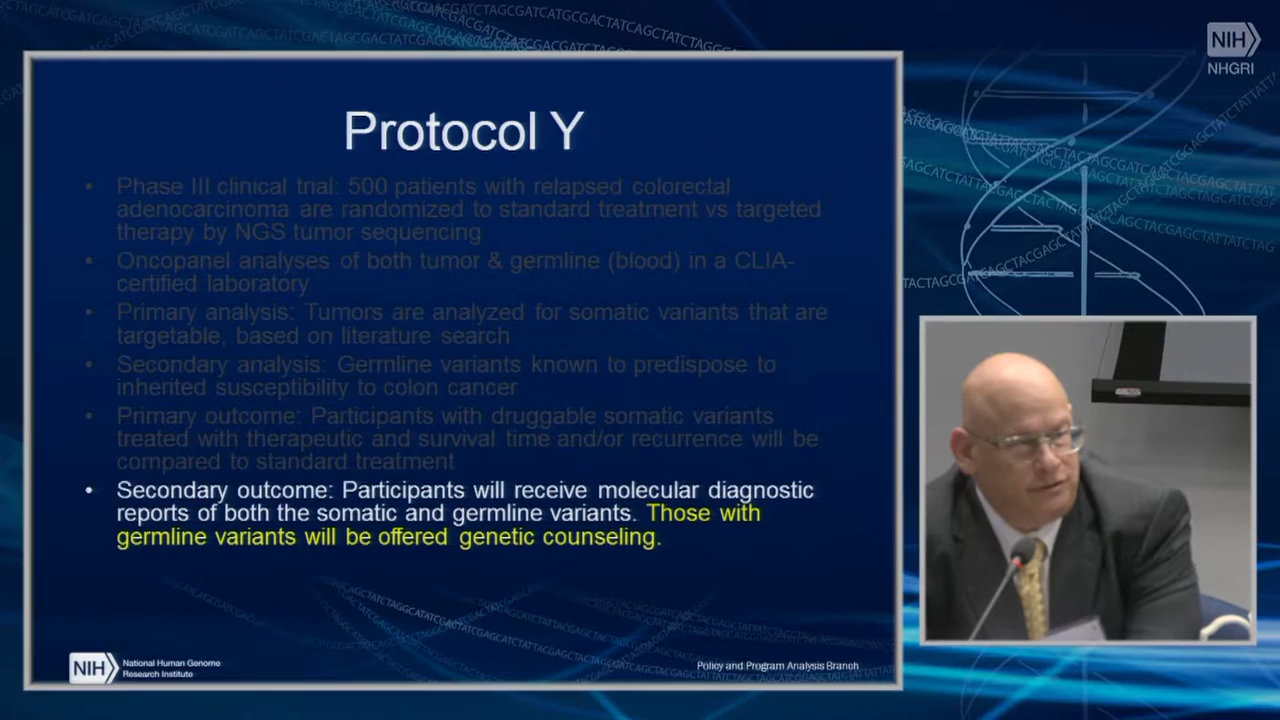 NIH
NHGRI
Protocol Y
• Phase III clinical trial: 500 patients with relapsed colorectal
adenocarcinoma are randomized to standard treatment vs targeted
therapy by NGS tumor sequencing
• Oncopanel analyses of both tumor & germline (blood) in a CLIA-
certified laboratory
• Primary analysis: Tumors are analyzed for somatic variants that are
targetable, based on literature search
• Secondary analysis: Germline variants known to predispose to
inherited susceptibility to colon cancer
• Primary outcome: Participants with druggable somatic variants
treated with therapeutic and survival time and/or recurrence will be
compared to standard treatment
• Secondary outcome: Participants will receive molecular diagnostic
reports of both the somatic and germline variants. Those with
germline variants will be offered genetic counseling.
NIH
National Human Genome
Research Institute
Policy and Program Analysis Branch